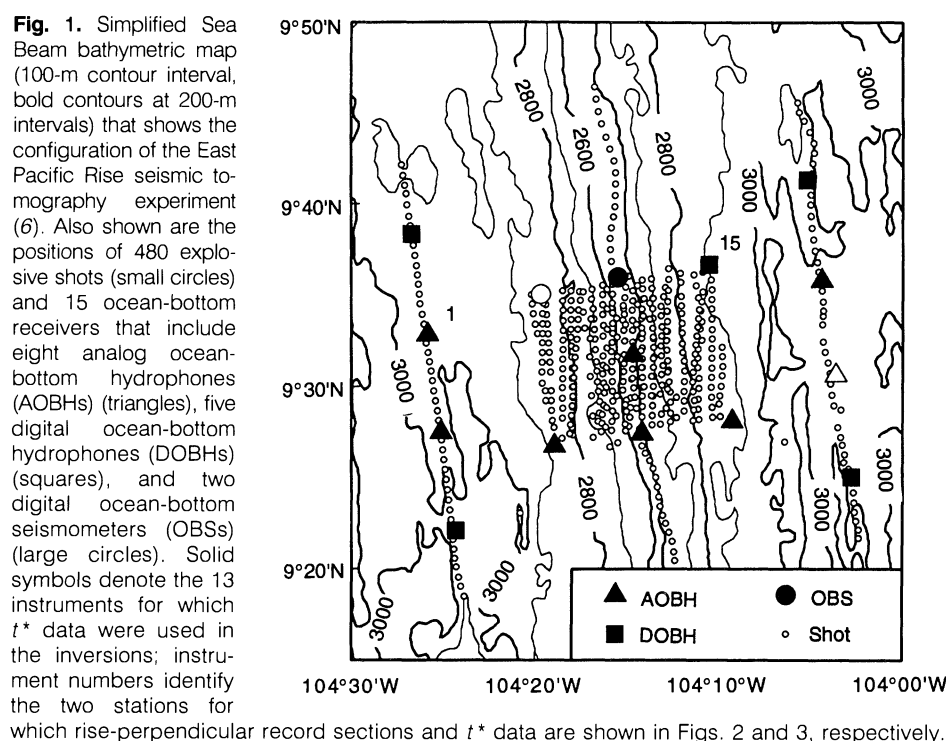 Fig. 1. Simplified Sea
Beam bathymetric map
(100-m contour interval,
bold contours at 200-m
intervals) that shows the
configuration of the East
Pacific Rise seismic to-
mography experiment
(6). Also shown are the
positions of 480 explo-
sive shots (small circles)
and 15 ocean-bottom
receivers that include
eight analog ocean-
bottom hydrophones
(AOBHs) (triangles), five
digital ocean-bottom
hydrophones (DOBHs)
(squares), and two
digital ocean-bottom
seismometers (OBSs)
(large circles). Solid
symbols denote the 13
instruments for which
t* data were used in
the inversions; instru-
ment numbers identify
the two stations for
which rise-perpendicular record sections and t* data are shown in Figs. 2 and 3, respectively.
9°50'N
9°40'N
9°30'N
9°20'N
104°30'W
104°20'W
104°10'W
104°00'W
2800
2600
2800
3000
3000
15
1
3000
2800
3000
3000
3000
3000
AOBH
OBS
DOBH
Shot